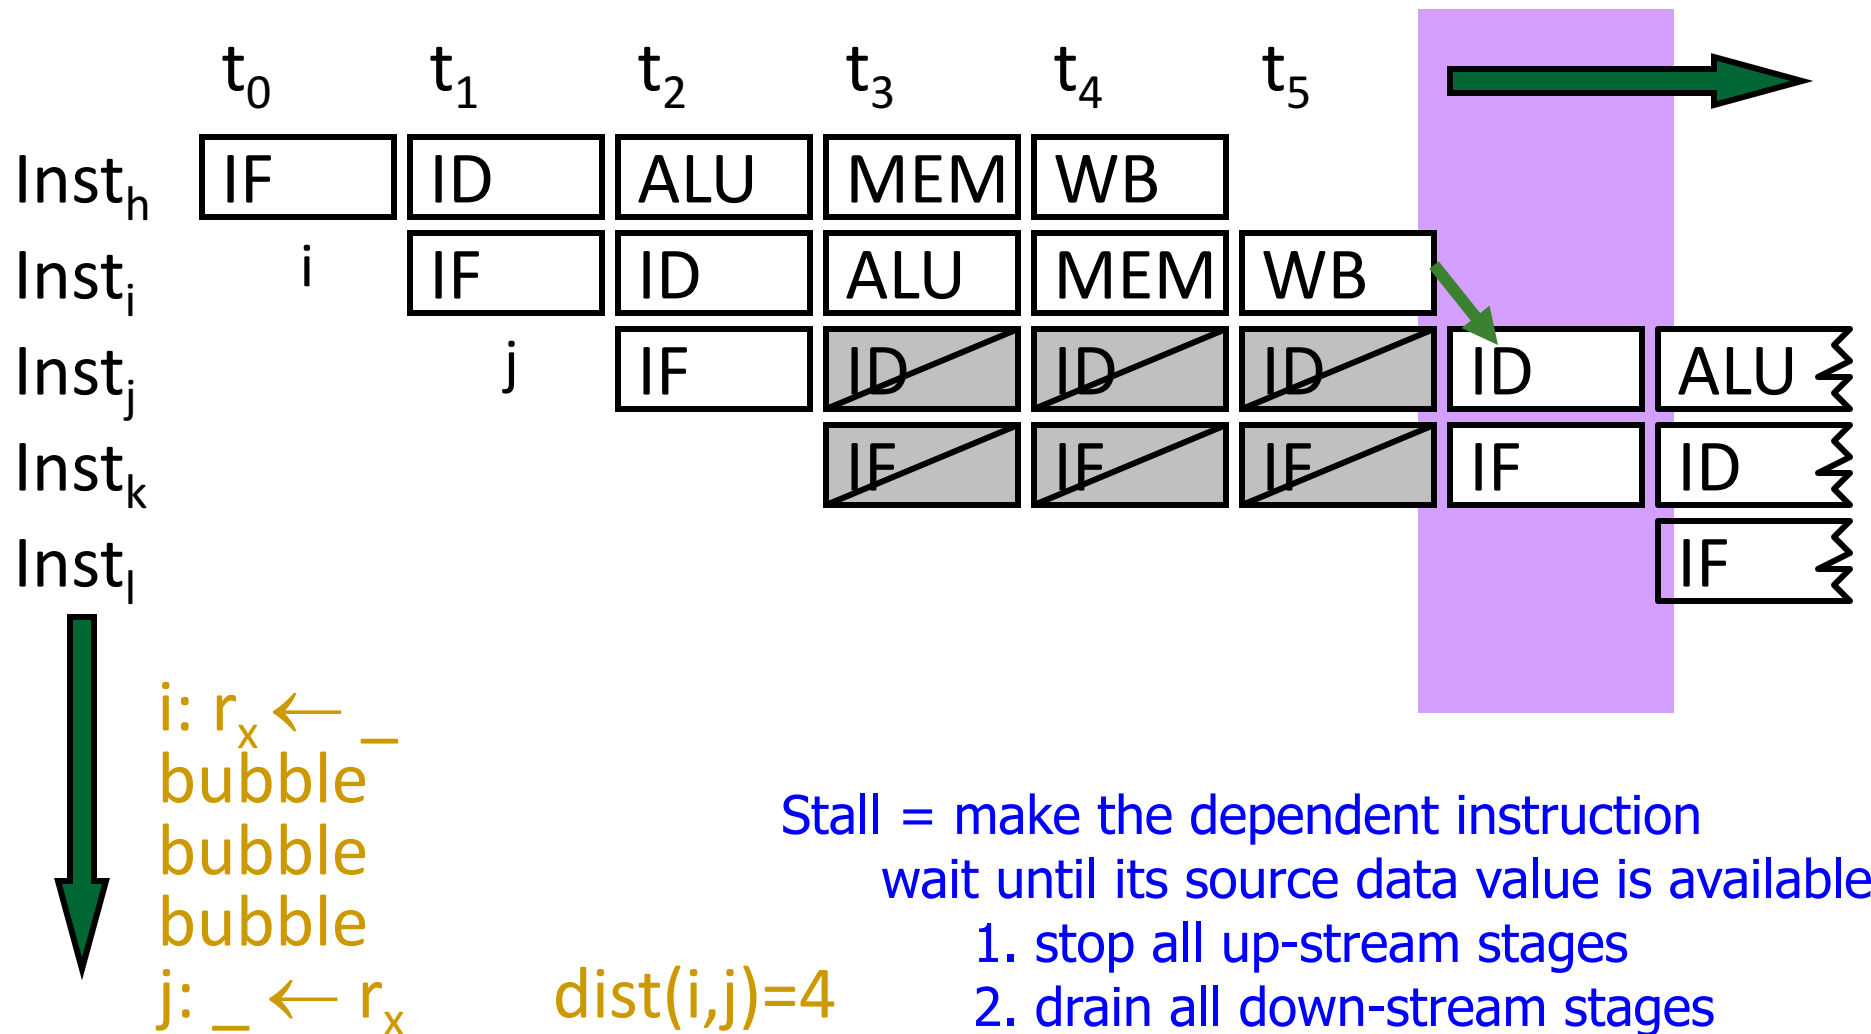 t0 t1 t2 t3 t4 t5
Insth IF ID ALU MEM WB
Insti i IF ID ALU MEM WB
Instj j IF ID ID ID ID ALU
Instk IF IF IF IF ID
Instl IF
i: rx ← _
bubble
bubble
bubble
j: _ ← rx dist(i,j)=4
Stall = make the dependent instruction
wait until its source data value is available
1. stop all up-stream stages
2. drain all down-stream stages